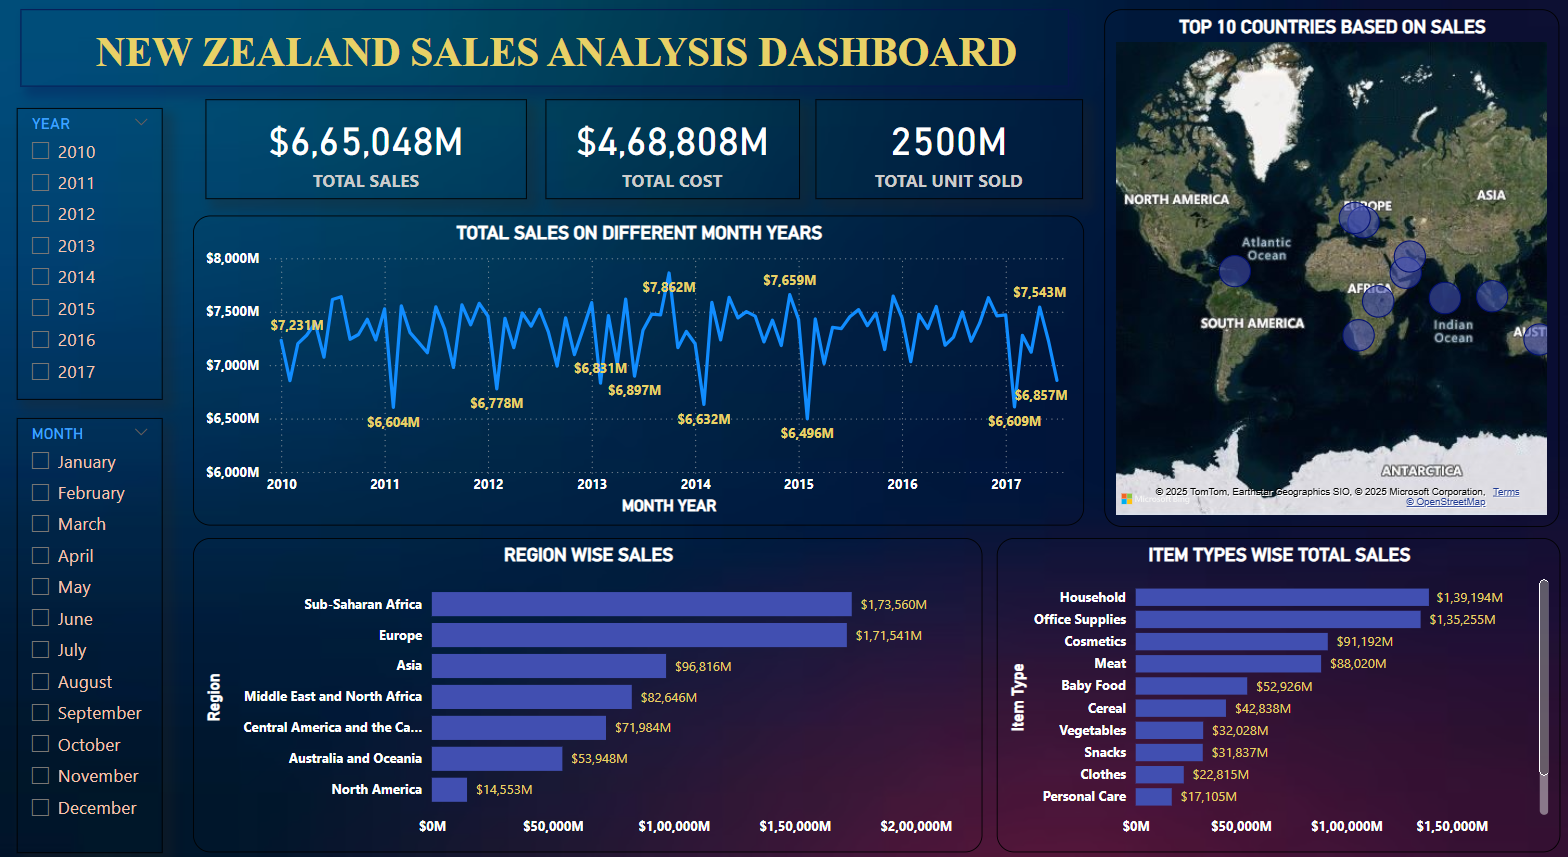 NEW ZEALAND SALES ANALYSIS DASHBOARD
YEAR
2010
2011
2012
2013
2014
2015
2016
2017
MONTH
January
February
March
April
May
June
July
August
September
October
November
December
$6,65,048M
TOTAL SALES
$4,68,808M
TOTAL COST
2500M
TOTAL UNIT SOLD
TOTAL SALES ON DIFFERENT MONTH YEARS
$8,000M
$7,500M
$7,000M
$6,500M
$6,000M
$7,231M
$6,604M
$6,778M
$6,831M
$6,897M
$7,862M
$6,632M
$7,659M
$6,496M
$7,543M
$6,857M
$6,609M
2010 2011 2012 2013 2014 2015 2016 2017
MONTH YEAR
TOP 10 COUNTRIES BASED ON SALES
NORTH AMERICA
EUROPE
ASIA
Atlantic
Ocean
AFRICA
SOUTH AMERICA
Indian
Ocean
AUST
ANTARCTICA
© 2025 TomTom, Earthstar Geographics SIO, © 2025 Microsoft Corporation, Terms
© OpenStreetMap
REGION WISE SALES
Region
Sub-Saharan Africa $1,73,560M
Europe $1,71,541M
Asia $96,816M
Middle East and North Africa $82,646M
Central America and the Ca... $71,984M
Australia and Oceania $53,948M
North America $14,553M
$0M $50,000M $1,00,000M $1,50,000M $2,00,000M
ITEM TYPES WISE TOTAL SALES
Item Type
Household $1,39,194M
Office Supplies $1,35,255M
Cosmetics $91,192M
Meat $88,020M
Baby Food $52,926M
Cereal $42,838M
Vegetables $32,028M
Snacks $31,837M
Clothes $22,815M
Personal Care $17,105M
$0M $50,000M $1,00,000M $1,50,000M